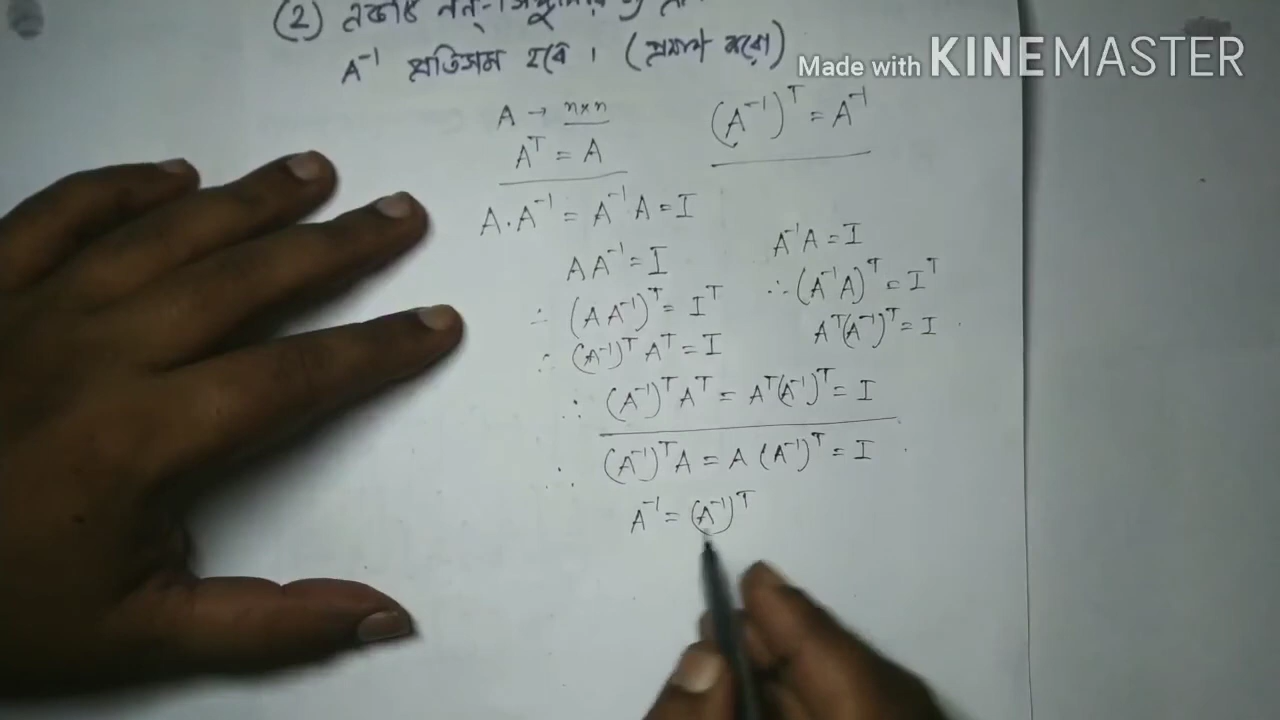 (2)
A⁻¹ প্রতিসম হবে । (প্রমাণ করো)
Made with KINEMASTER
A → n×n
Aᵀ = A
(A⁻¹)ᵀ = A⁻¹
A·A⁻¹ = A⁻¹A = I
AA⁻¹ = I
∴ (AA⁻¹)ᵀ = Iᵀ
∴ (A⁻¹)ᵀAᵀ = I
A⁻¹A = I
∴ (A⁻¹A)ᵀ = Iᵀ
Aᵀ(A⁻¹)ᵀ = I
∴ (A⁻¹)ᵀAᵀ = Aᵀ(A⁻¹)ᵀ = I
∴ (A⁻¹)ᵀA = A(A⁻¹)ᵀ = I
A⁻¹ = (A⁻¹)ᵀ